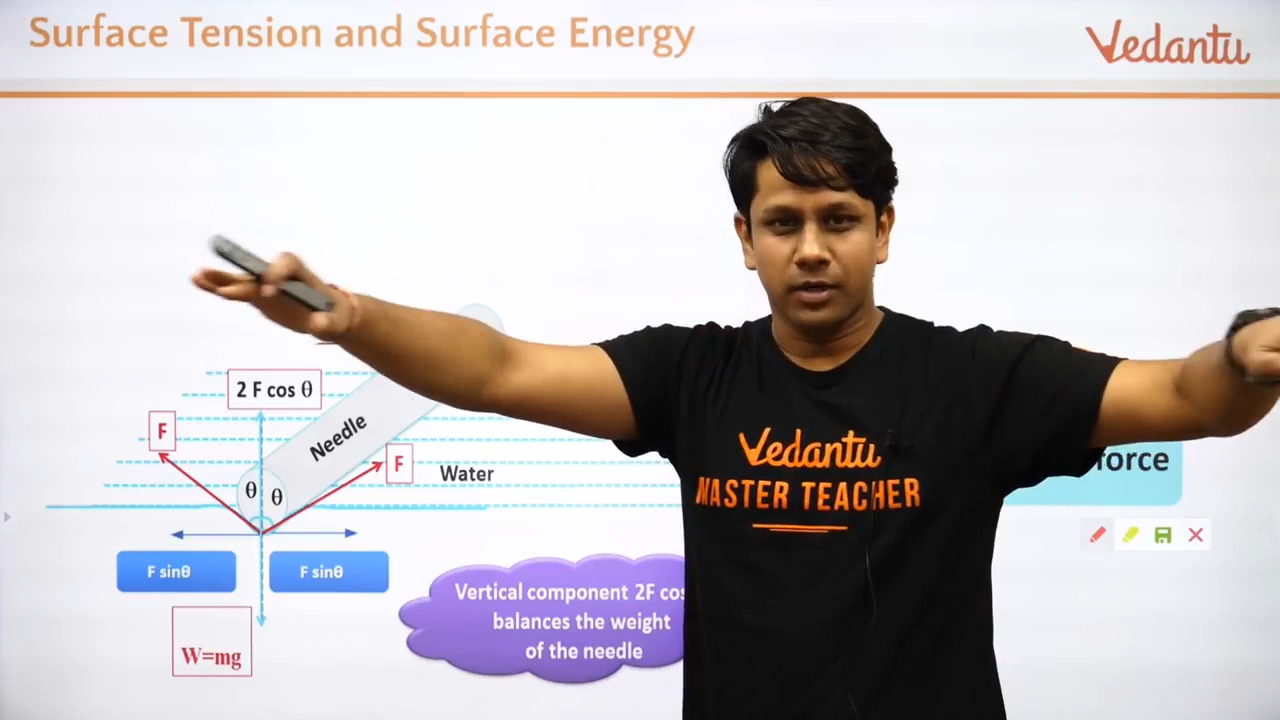 Surface Tension and Surface Energy
Vedantu
2 F cos θ
F
Needle
F
Water
θ
θ
F sinθ
F sinθ
W=mg
Vertical component 2F cos
balances the weight
of the needle
force
Vedantu
MASTER TEACHER